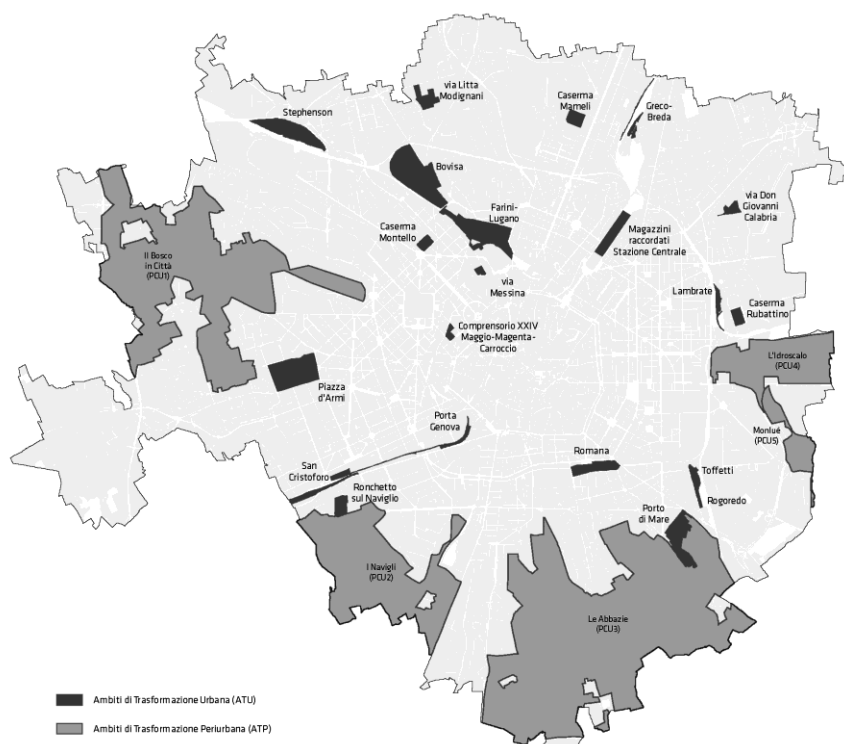 via Litta
Modignani
Caserma
Mameli
Greco-
Breda
Stephenson
Bovisa
via Don
Giovanni
Calabria
Farini-
Lugano
Caserma
Montello
Magazzini
raccordati
Stazione Centrale
Il Bosco
in Città
(PCU1)
via
Messina
Lambrate
Caserma
Rubattino
Comprensorio XXIV
Maggio-Magenta-
Carroccio
L'Idroscalo
(PCU4)
Piazza
d'Armi
Porta
Genova
Monlué
(PCU5)
San
Cristoforo
Romana
Toffetti
Ronchetto
sul Naviglio
Rogoredo
Porto
di Mare
I Navigli
(PCU2)
Le Abbazie
(PCU3)
Ambiti di Trasformazione Urbana (ATU)
Ambiti di Trasformazione Periurbana (ATP)